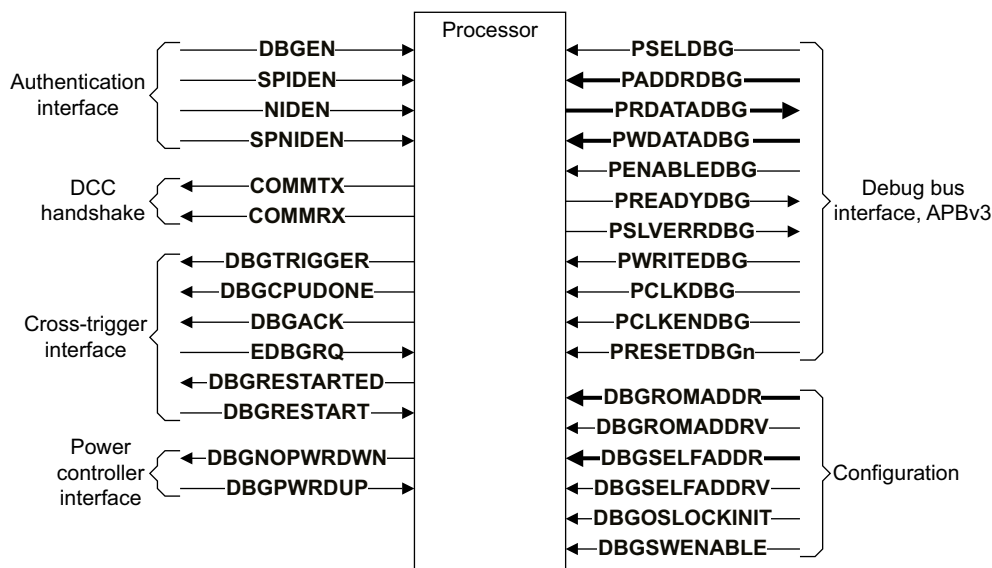 Processor
Authentication
interface
DBGEN
SPIDEN
NIDEN
SPNIDEN
DCC
handshake
COMMTX
COMMRX
Cross-trigger
interface
DBGTRIGGER
DBGCPUDONE
DBGACK
EDBGRQ
DBGRESTARTED
DBGRESTART
Power
controller
interface
DBGNOPWRDWN
DBGPWRDUP
PSELDBG
PADDRDBG
PRDATADBG
PWDATADBG
PENABLEDBG
PREADYDBG
PSLVERRDBG
PWRITEDBG
PCLKDBG
PCLKENDBG
PRESETDBGn
Debug bus
interface, APBv3
DBGROMADDR
DBGROMADDRV
DBGSELFADDR
DBGSELFADDRV
DBGOSLOCKINIT
DBGSWENABLE
Configuration